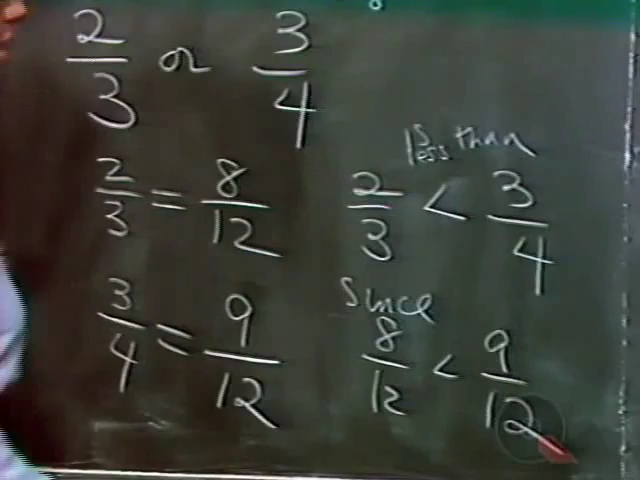 2/3 or 3/4
2/3 = 8/12
3/4 = 9/12
is less than
2/3 < 3/4
Since
8/12 < 9/12